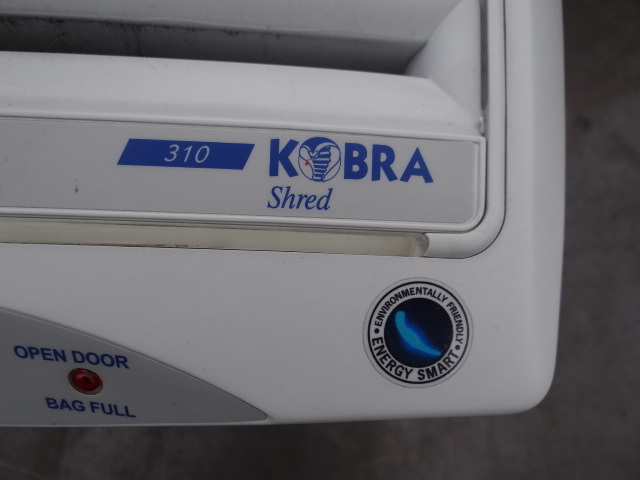 310 KOBRA
Shred
ENVIRONMENTALLY FRIENDLY
ENERGY SMART
OPEN DOOR
BAG FULL